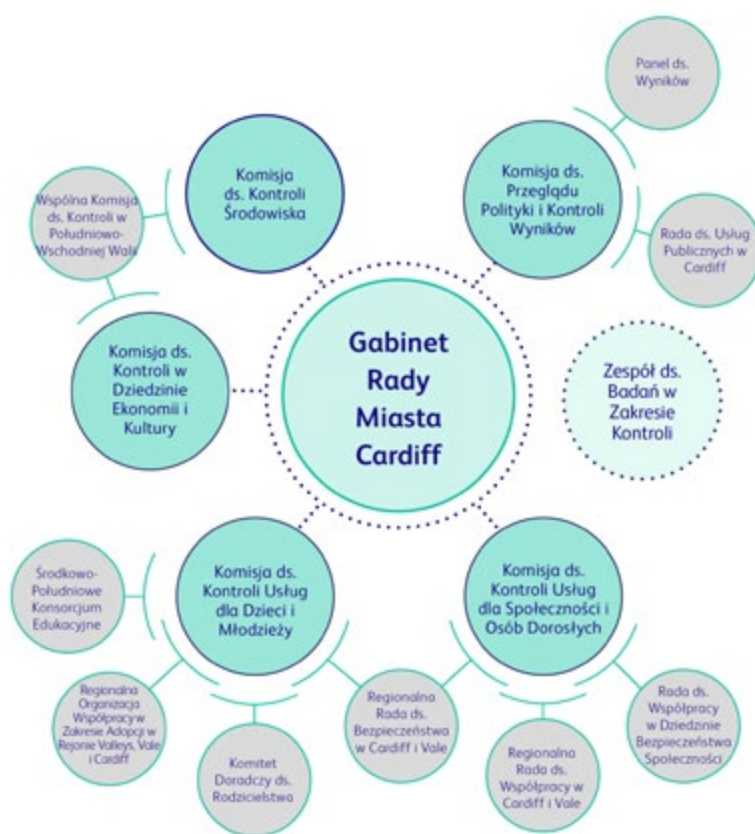 Panel ds.
Wyników
Komisja
ds. Kontroli
Środowiska
Komisja ds.
Przeglądu
Polityki i Kontroli
Wyników
Wspólna Komisja
ds. Kontroli w
Południowo-
Wschodniej Walii
Rada ds. Usług
Publicznych w
Cardiff
Gabinet
Rady
Miasta
Cardiff
Komisja ds.
Kontroli w
Dziedzinie
Ekonomii i
Kultury
Zespół ds.
Badań w
Zakresie
Kontroli
Środkowo-
Południowe
Konsorcjum
Edukacyjne
Komisja ds.
Kontroli Usług
dla Dzieci i
Młodzieży
Komisja ds.
Kontroli Usług
dla Społeczności i
Osób Dorosłych
Regionalna
Organizacja
Współpracy w
Zakresie Adopcji w
Rejonie Valleys, Vale
i Cardiff
Komitet
Doradczy ds.
Rodzicielstwa
Regionalna
Rada ds.
Bezpieczeństwa
w Cardiff i Vale
Regionalna
Rada ds.
Współpracy w
Cardiff i Vale
Rada ds.
Współpracy
w Dziedzinie
Bezpieczeństwa
Społeczności